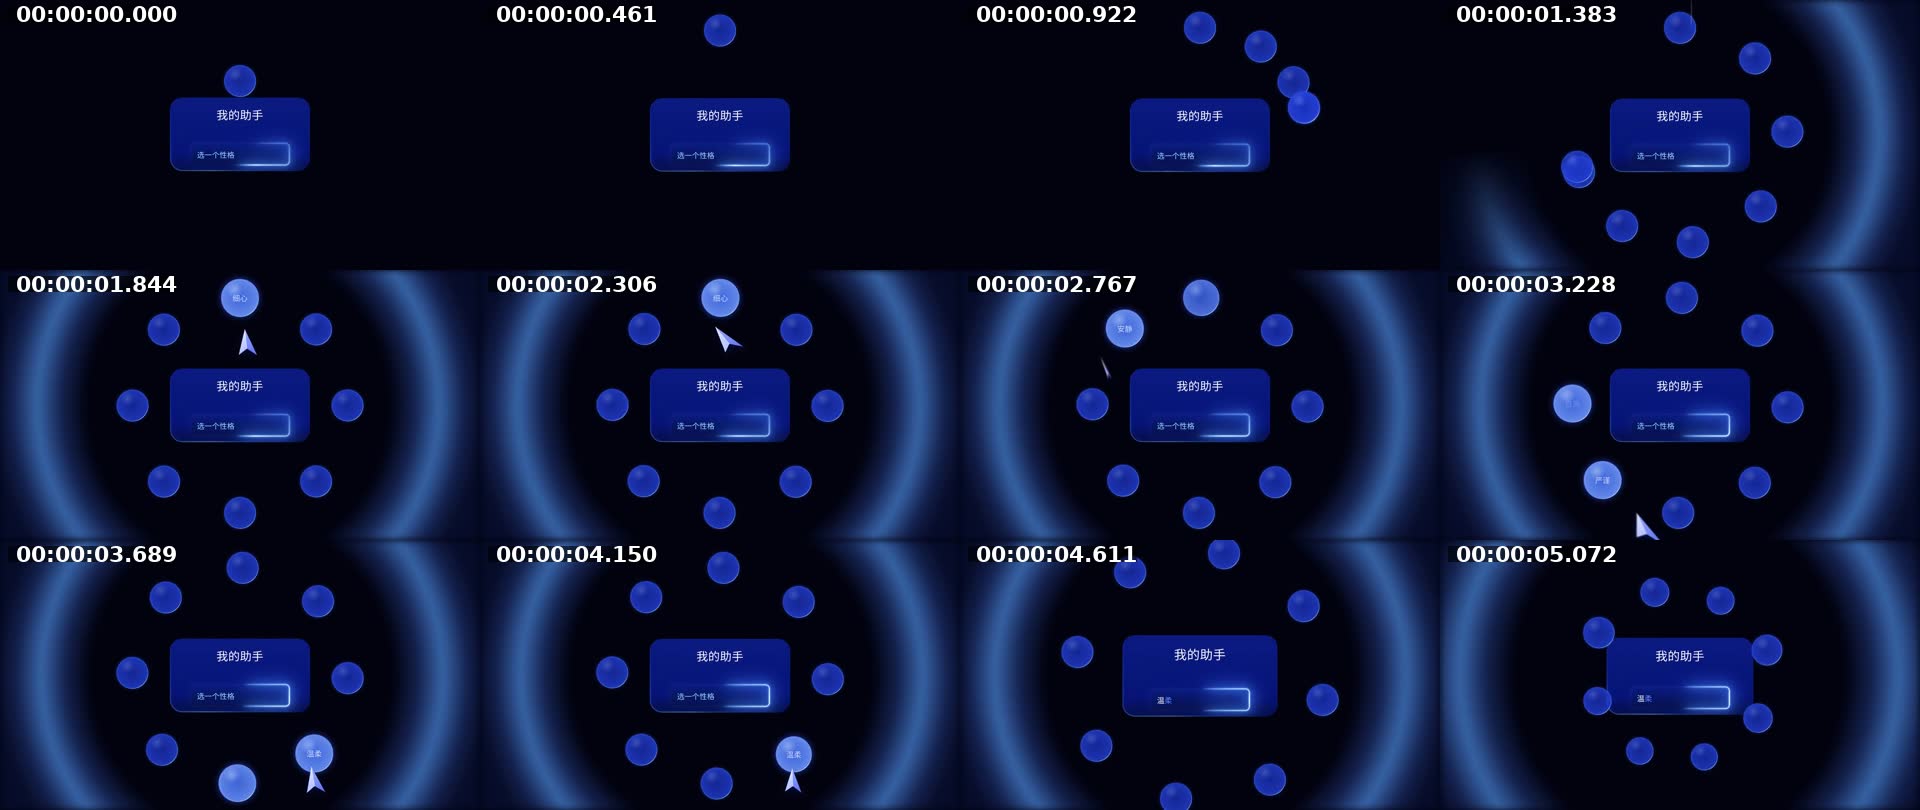 00:00:00.000
我的助手
选一个性格
00:00:00.461
我的助手
选一个性格
00:00:00.922
我的助手
选一个性格
00:00:01.383
我的助手
选一个性格
00:00:01.844
细心
我的助手
选一个性格
00:00:02.306
细心
我的助手
选一个性格
00:00:02.767
安静
我的助手
选一个性格
00:00:03.228
我的助手
选一个性格
严谨
00:00:03.689
我的助手
选一个性格
温柔
00:00:04.150
我的助手
选一个性格
温柔
00:00:04.611
我的助手
温柔
00:00:05.072
我的助手
温柔